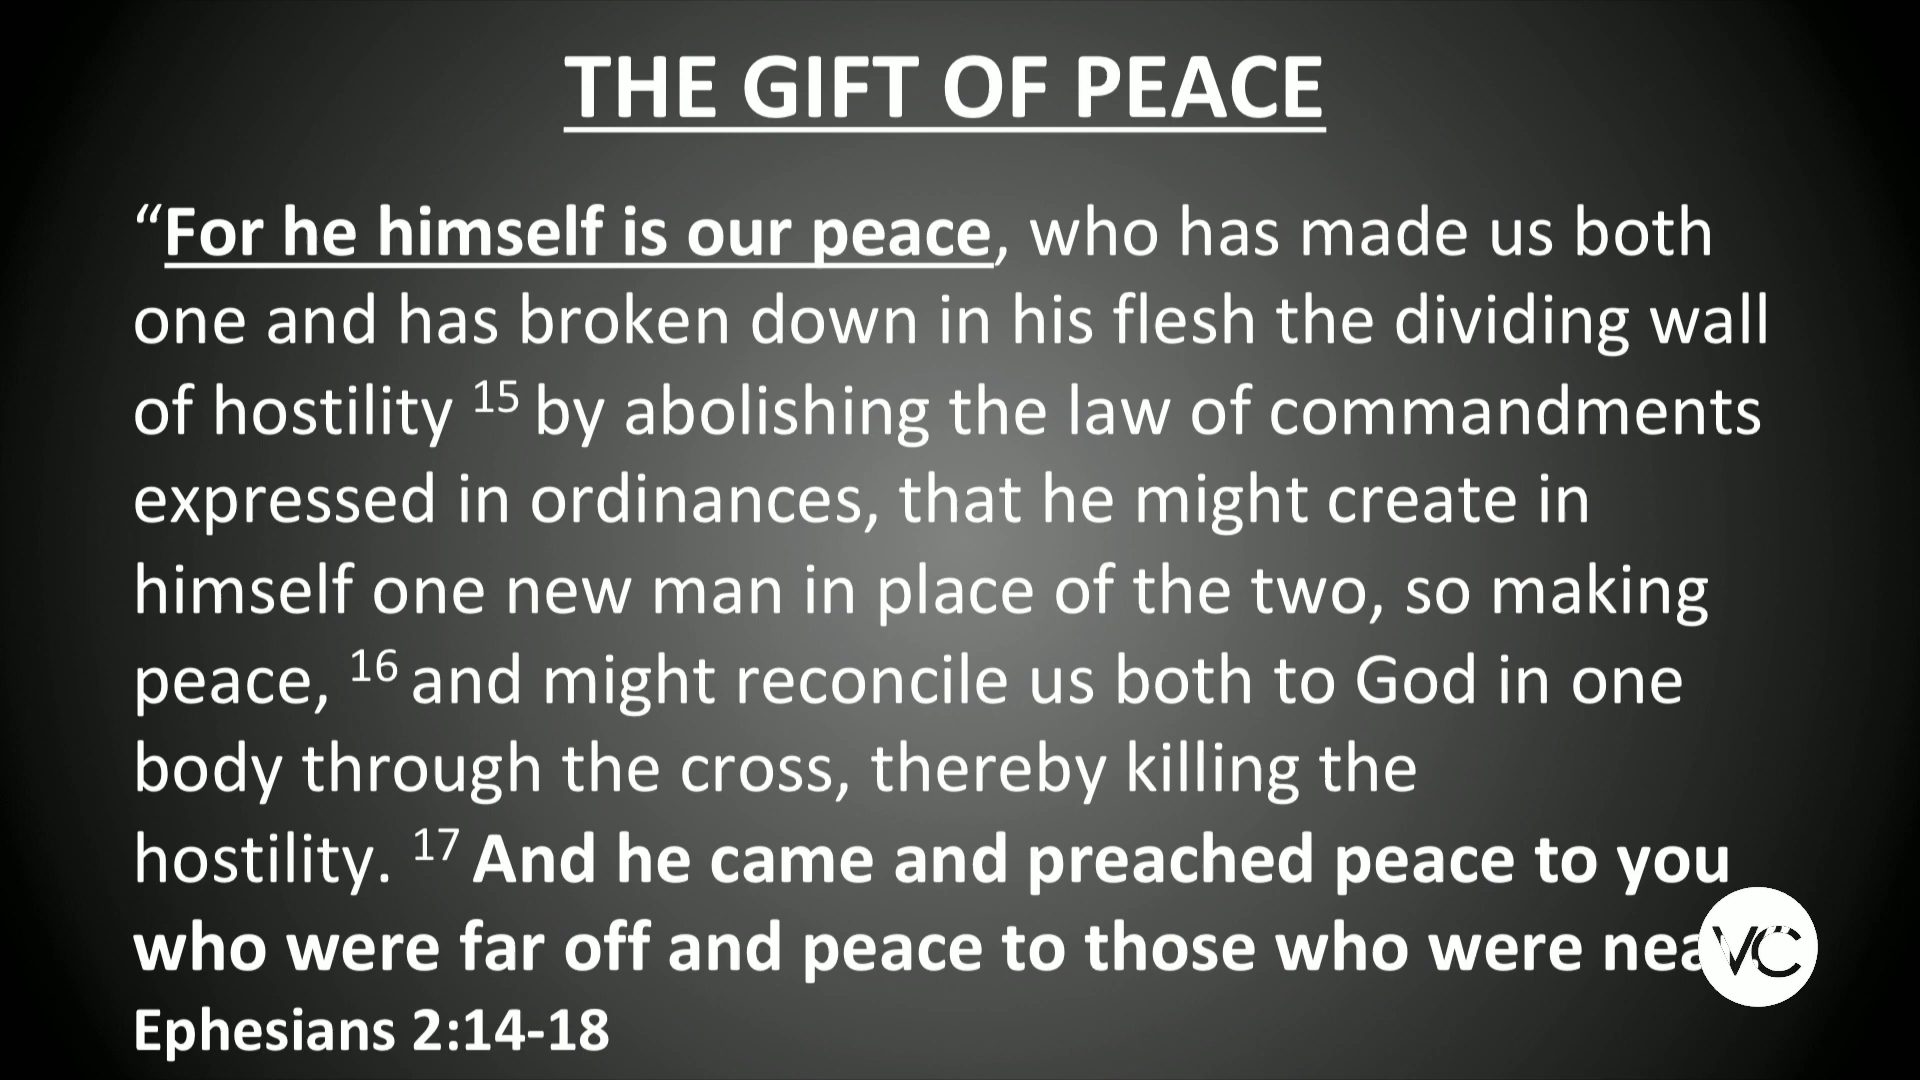 THE GIFT OF PEACE
“For he himself is our peace, who has made us both
one and has broken down in his flesh the dividing wall
of hostility 15 by abolishing the law of commandments
expressed in ordinances, that he might create in
himself one new man in place of the two, so making
peace, 16 and might reconcile us both to God in one
body through the cross, thereby killing the
hostility. 17 And he came and preached peace to you
who were far off and peace to those who were nea
VC
Ephesians 2:14-18